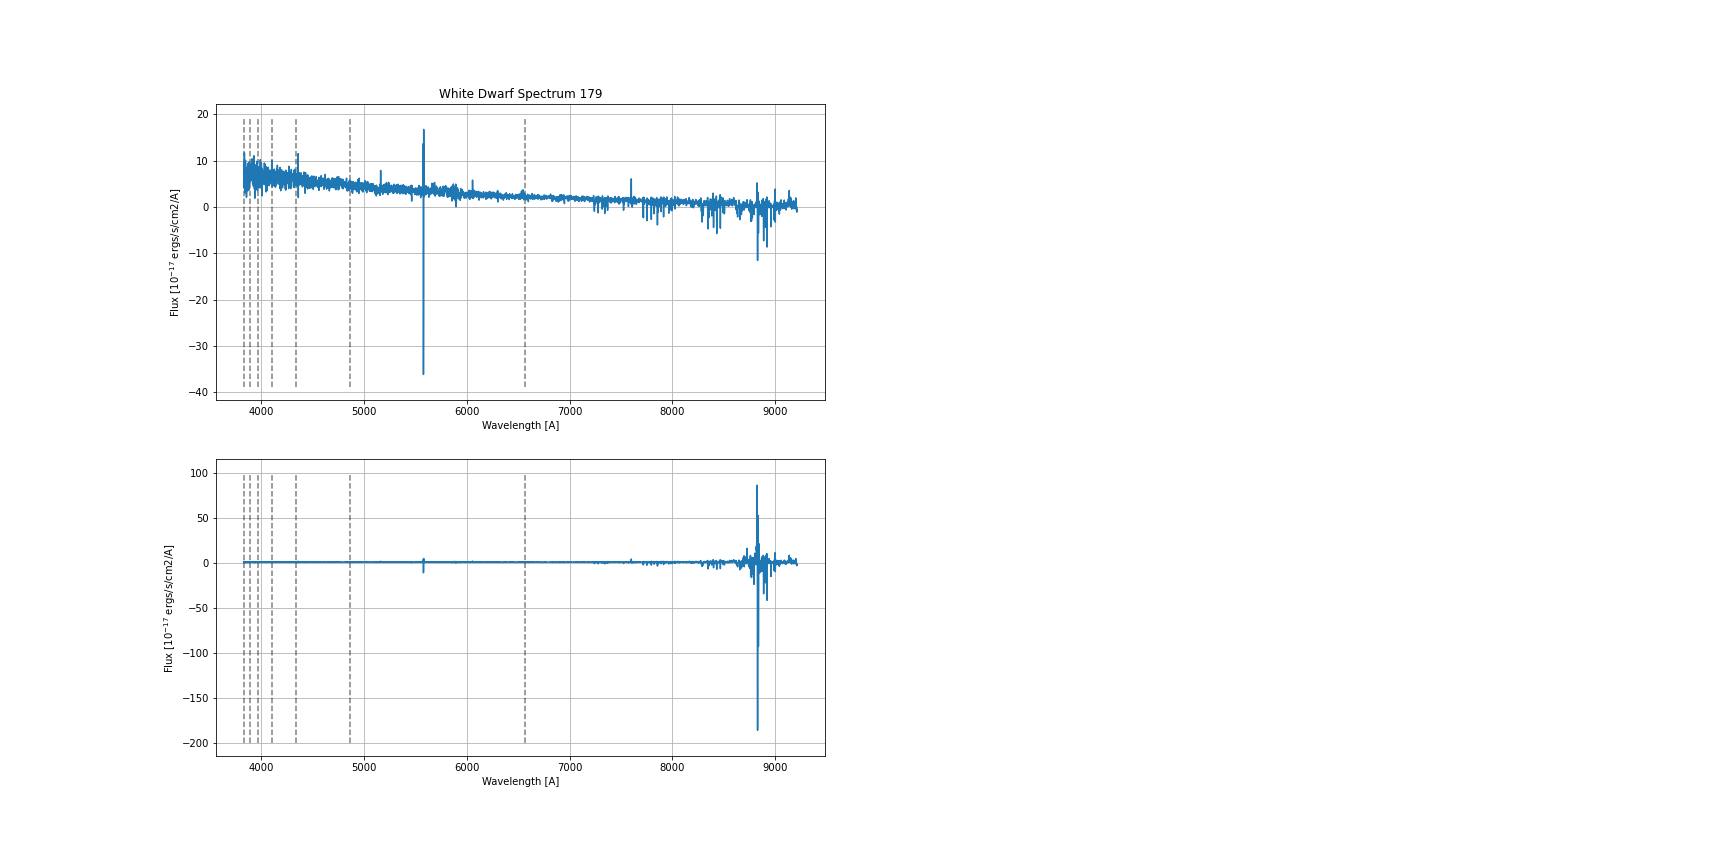 White Dwarf Spectrum 179
20
10
0
−10
−20
−30
−40
Flux [10⁻¹⁷ ergs/s/cm2/A]
4000 5000 6000 7000 8000 9000
Wavelength [A]
100
50
0
−50
−100
−150
−200
Flux [10⁻¹⁷ ergs/s/cm2/A]
4000 5000 6000 7000 8000 9000
Wavelength [A]